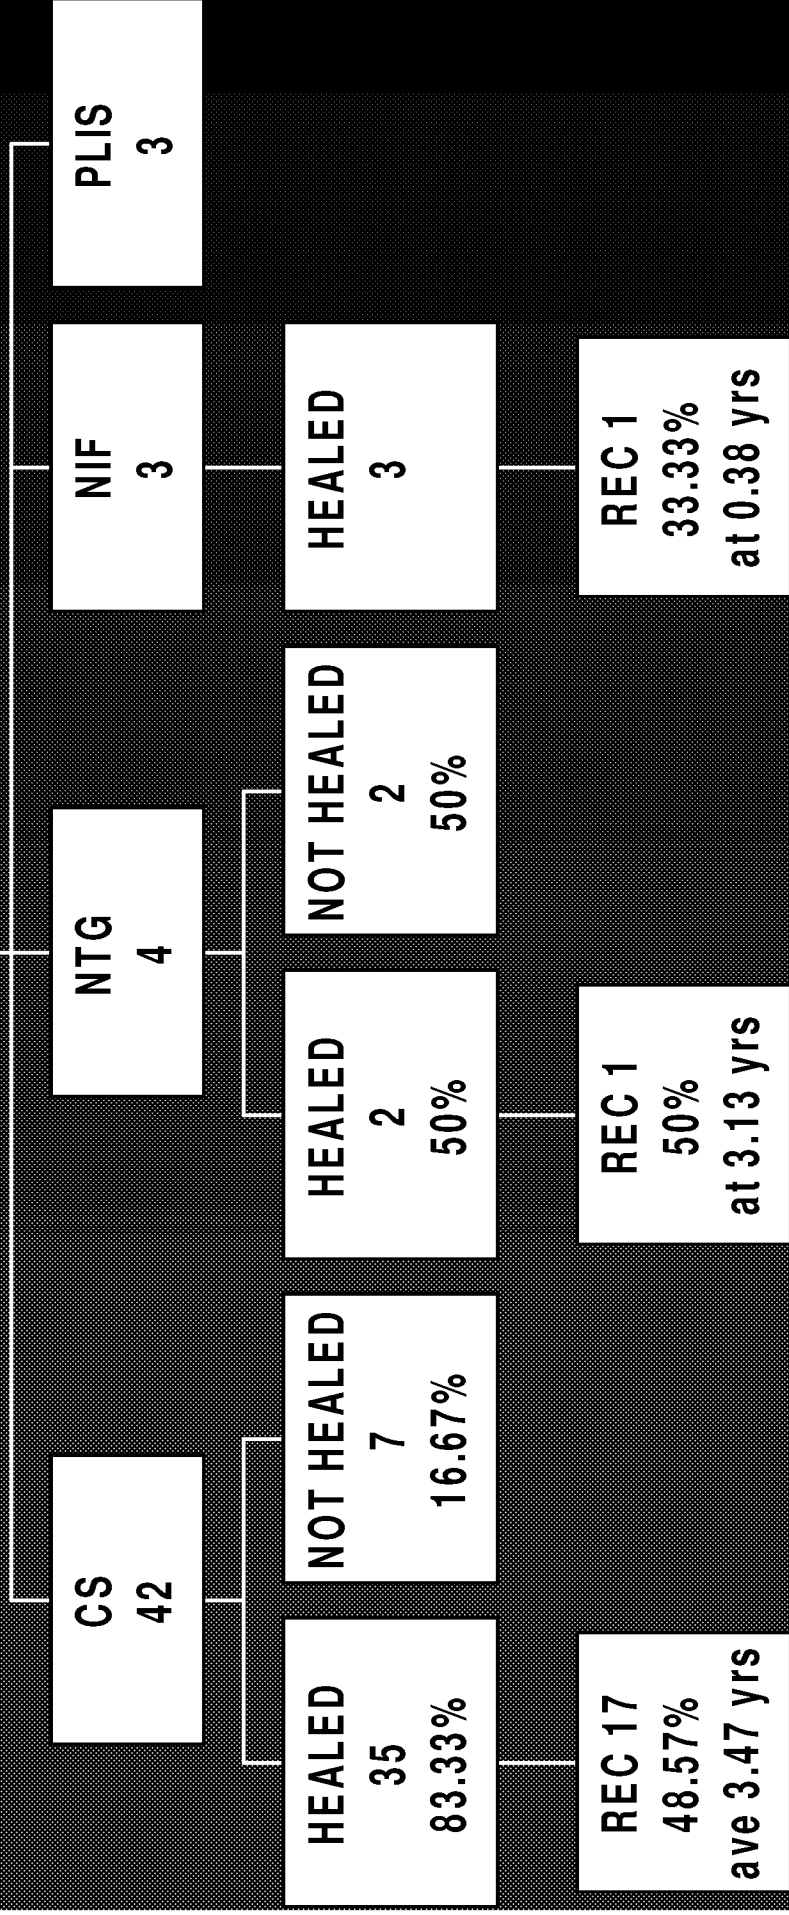 CS
42
NTG
4
NIF
3
PLIS
3
HEALED
35
83.33%
NOT HEALED
7
16.67%
HEALED
2
50%
NOT HEALED
2
50%
HEALED
3
REC 17
48.57%
ave 3.47 yrs
REC 1
50%
at 3.13 yrs
REC 1
33.33%
at 0.38 yrs